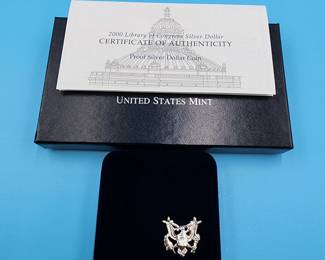 2000 Library of Congress Silver Dollar
CERTIFICATE OF AUTHENTICITY
Proof Silver Dollar Coin
UNITED STATES MINT